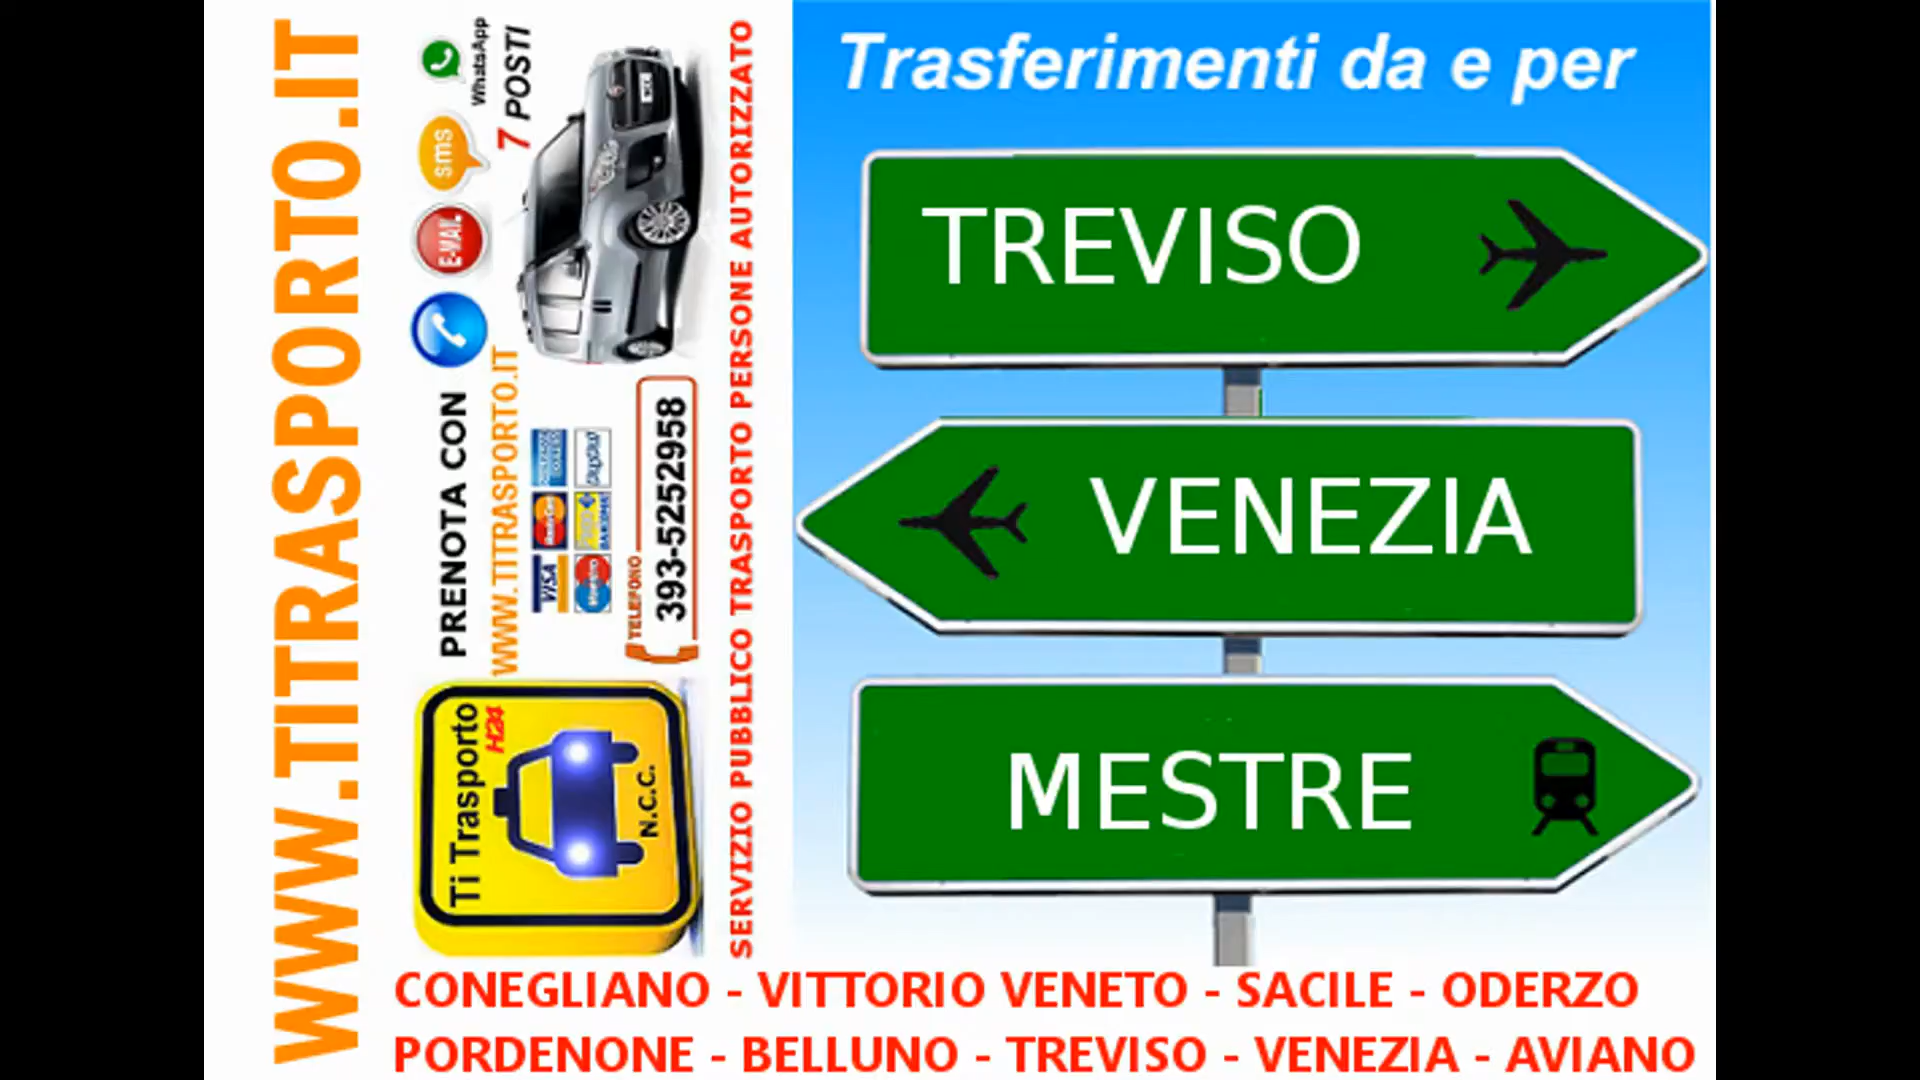 WWW.TITRASPORTO.IT
WhatsApp
7 POSTI
sms
E-MAIL
PRENOTA CON
WWW.TITRASPORTO.IT
VISA
TELEFONO
393-5252958
Ti Trasporto
H24
N.C.C.
SERVIZIO PUBBLICO TRASPORTO PERSONE AUTORIZZATO
Trasferimenti da e per
TREVISO
VENEZIA
MESTRE
CONEGLIANO - VITTORIO VENETO - SACILE - ODERZO
PORDENONE - BELLUNO - TREVISO - VENEZIA - AVIANO